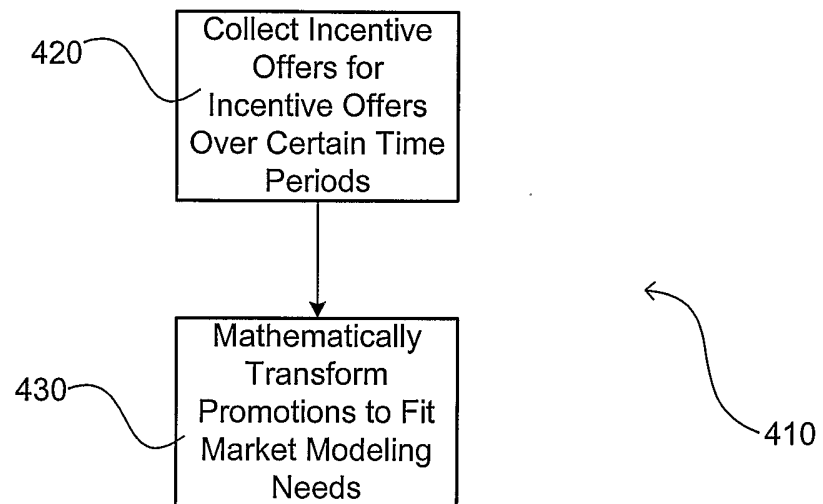 420
Collect Incentive
Offers for
Incentive Offers
Over Certain Time
Periods
430
Mathematically
Transform
Promotions to Fit
Market Modeling
Needs
410